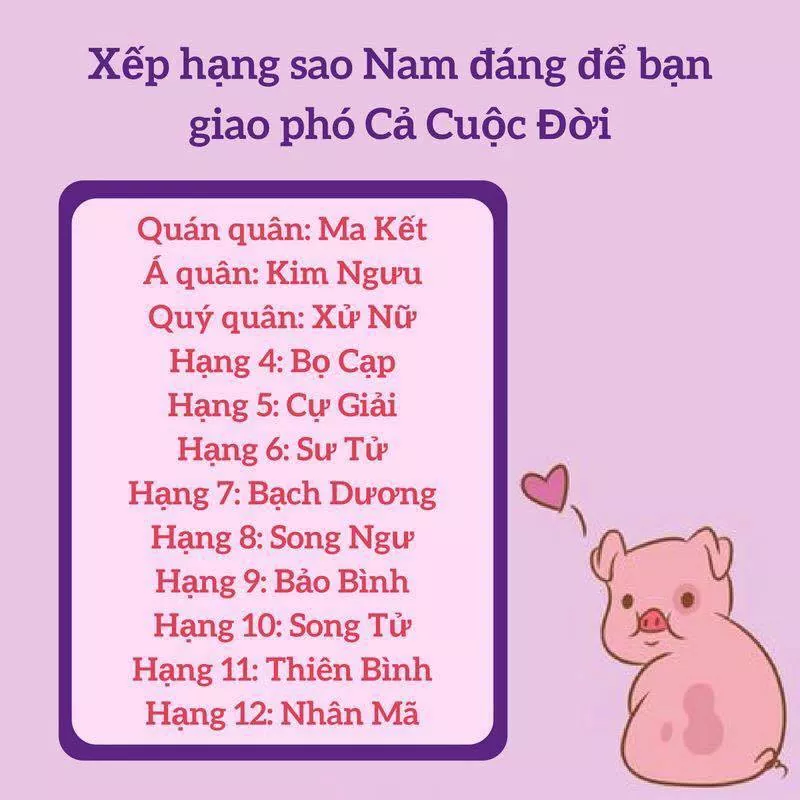 Xếp hạng sao Nam đáng để bạn
giao phó Cả Cuộc Đời
Quán quân: Ma Kết
Á quân: Kim Ngưu
Quý quân: Xử Nữ
Hạng 4: Bọ Cạp
Hạng 5: Cự Giải
Hạng 6: Sư Tử
Hạng 7: Bạch Dương
Hạng 8: Song Ngư
Hạng 9: Bảo Bình
Hạng 10: Song Tử
Hạng 11: Thiên Bình
Hạng 12: Nhân Mã